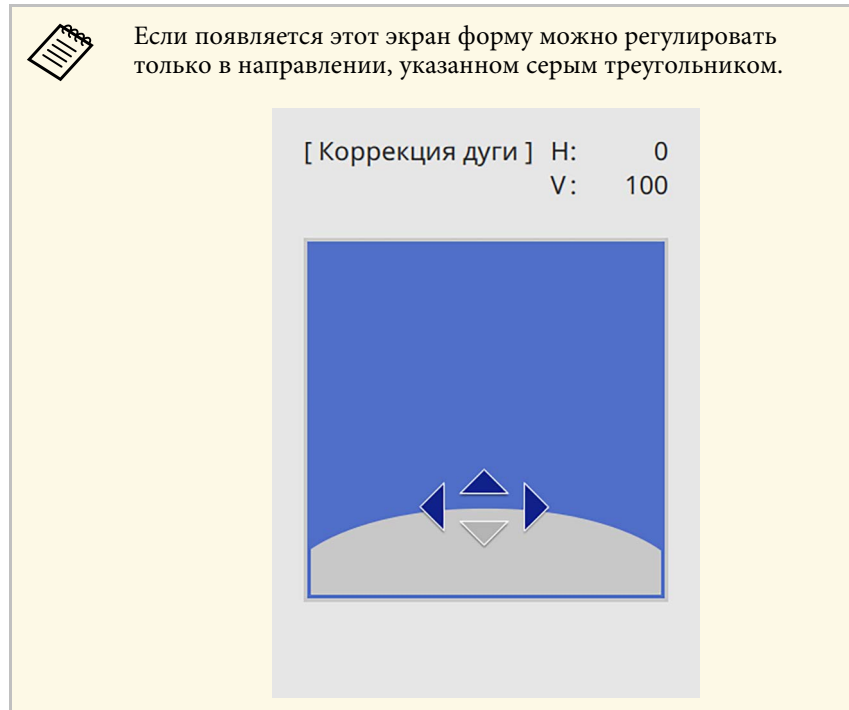 Если появляется этот экран форму можно регулировать
только в направлении, указанном серым треугольником.
[ Коррекция дуги ] H: 0
V: 100